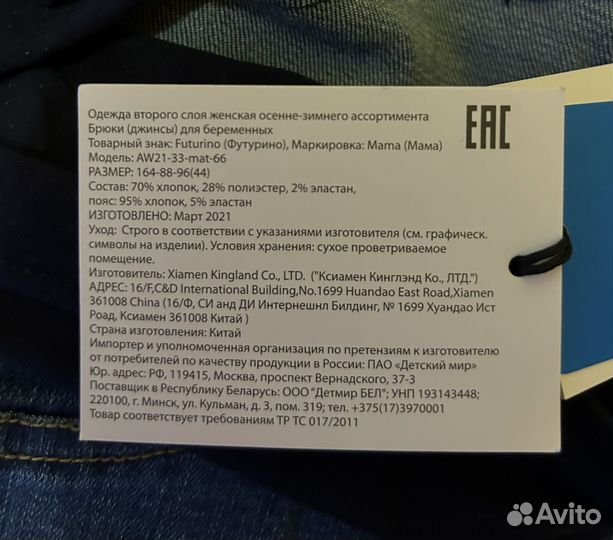 Одежда второго слоя женская осенне-зимнего ассортимента
Брюки (джинсы) для беременных
Товарный знак: Futurino (Футурино), Маркировка: Mama (Мама)
Модель: AW21-33-mat-66
РАЗМЕР: 164-88-96(44)
Состав: 70% хлопок, 28% полиэстер, 2% эластан,
пояс: 95% хлопок, 5% эластан
ИЗГОТОВЛЕНО: Март 2021
Уход: Строго в соответствии с указаниями изготовителя (см. графическ.
символы на изделии). Условия хранения: сухое проветриваемое
помещение.
Изготовитель: Xiamen Kingland Co., LTD. ("Ксиамен Кинглэнд Ко., ЛТД.")
АДРЕС: 16/F,C&D International Building,No.1699 Huandao East Road,Xiamen
361008 China (16/Ф, СИ анд ДИ Интернешнл Билдинг, № 1699 Хуандао Ист
Роад, Ксиамен 361008 Китай )
Страна изготовления: Китай
Импортер и уполномоченная организация по претензиям к изготовителю
от потребителей по качеству продукции в России: ПАО «Детский мир»
Юр. адрес: РФ, 119415, Москва, проспект Вернадского, 37-3
Поставщик в Республику Беларусь: ООО "Детмир БЕЛ"; УНП 193143448;
220100, г. Минск, ул. Кульман, д. 3, пом. 319; тел. +375(17)3970001
Товар соответствует требованиям ТР ТС 017/2011
EAC
Avito